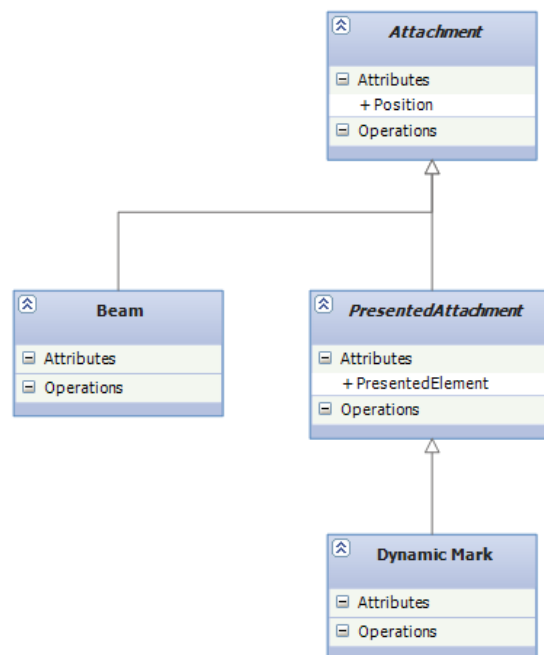 Attachment
Attributes
+ Position
Operations
Beam
Attributes
Operations
PresentedAttachment
Attributes
+ PresentedElement
Operations
Dynamic Mark
Attributes
Operations